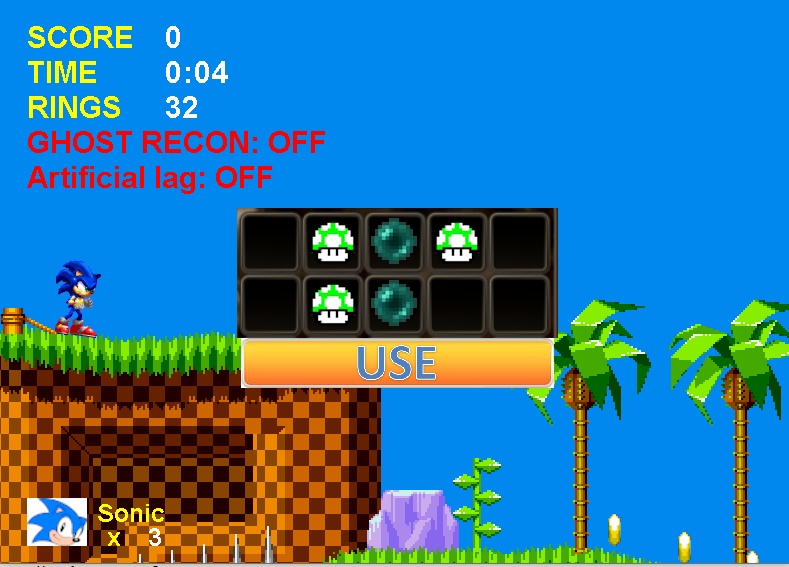 SCORE 0
TIME 0:04
RINGS 32
GHOST RECON: OFF
Artificial lag: OFF
USE
Sonic
x 3